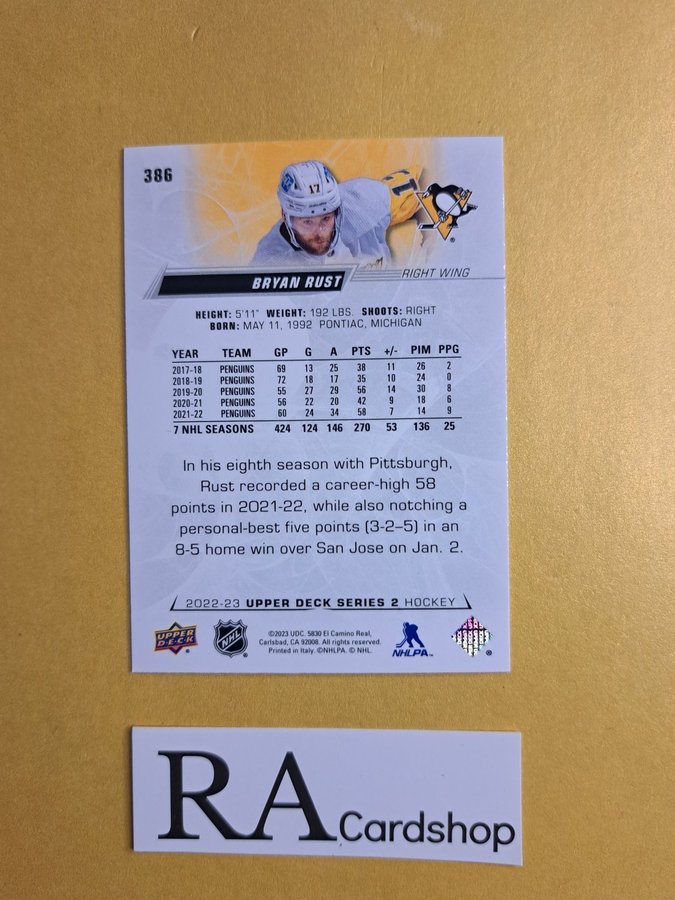 386
17
17
BRYAN RUST
RIGHT WING
HEIGHT: 5'11" WEIGHT: 192 LBS. SHOOTS: RIGHT
BORN: MAY 11, 1992 PONTIAC, MICHIGAN
YEAR TEAM GP G A PTS +/- PIM PPG
2017-18 PENGUINS 69 13 25 38 11 26 2
2018-19 PENGUINS 72 18 17 35 10 24 0
2019-20 PENGUINS 55 27 29 56 14 30 8
2020-21 PENGUINS 56 22 20 42 9 18 6
2021-22 PENGUINS 60 24 34 58 7 14 9
7 NHL SEASONS 424 124 146 270 53 136 25
In his eighth season with Pittsburgh,
Rust recorded a career-high 58
points in 2021-22, while also notching a
personal-best five points (3-2–5) in an
8-5 home win over San Jose on Jan. 2.
2022-23 UPPER DECK SERIES 2 HOCKEY
UPPER DECK
NHL
©2023 UDC. 5830 El Camino Real,
Carlsbad, CA 92008. All rights reserved.
Printed in Italy. ©NHLPA. © NHL.
NHLPA
RA Cardshop